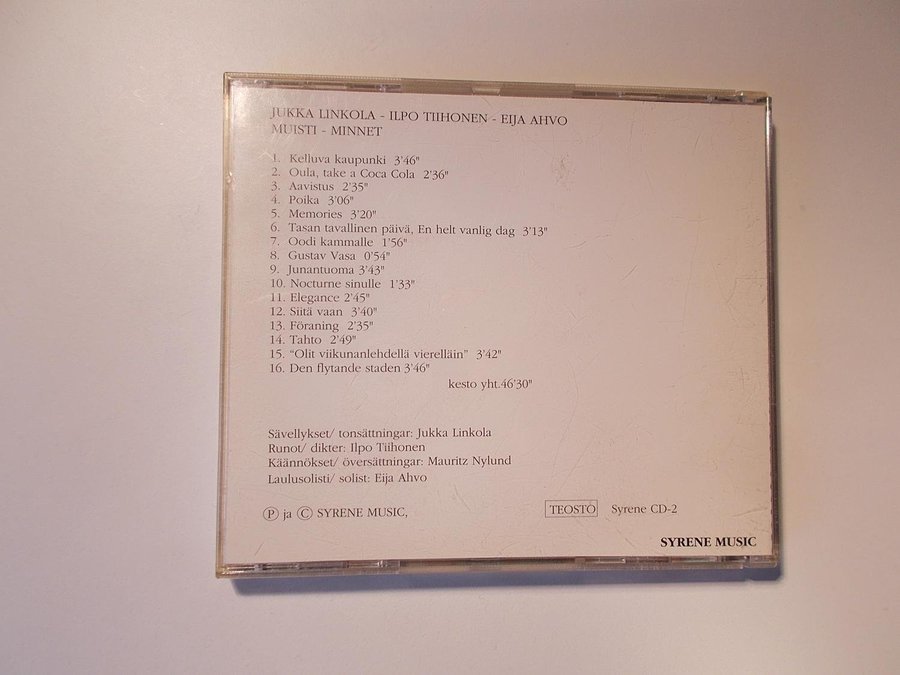 JUKKA LINKOLA - ILPO TIIHONEN - EIJA AHVO
MUISTI - MINNET
1. Kelluva kaupunki 3'46"
2. Oula, take a Coca Cola 2'36"
3. Aavistus 2'35"
4. Poika 3'06"
5. Memories 3'20"
6. Tasan tavallinen päivä, En helt vanlig dag 3'13"
7. Oodi kammalle 1'56"
8. Gustav Vasa 0'54"
9. Junantuoma 3'43"
10. Nocturne sinulle 1'33"
11. Elegance 2'45"
12. Siitä vaan 3'40"
13. Föraning 2'35"
14. Tahto 2'49"
15. "Olit viikunanlehdellä vierelläin" 3'42"
16. Den flytande staden 3'46"
kesto yht.46'30"
Sävellykset/ tonsättningar: Jukka Linkola
Runot/ dikter: Ilpo Tiihonen
Käännökset/ översättningar: Mauritz Nylund
Laulusolisti/ solist: Eija Ahvo
Ⓟ ja Ⓒ SYRENE MUSIC, TEOSTO Syrene CD-2
SYRENE MUSIC